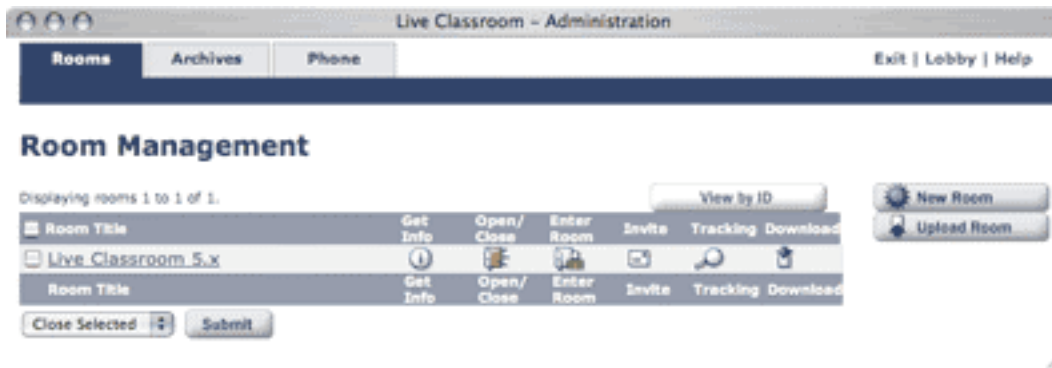 Live Classroom - Administration
Rooms Archives Phone Exit | Lobby | Help
Room Management
Displaying rooms 1 to 1 of 1.
View by ID
New Room
Upload Room
Room Title Get Info Open/Close Enter Room Invite Tracking Download
Live Classroom 5.x
Room Title Get Info Open/Close Enter Room Invite Tracking Download
Close Selected Submit